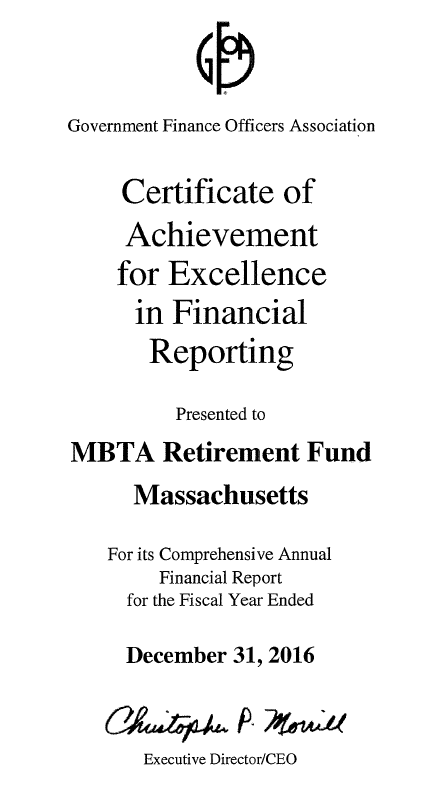 GFOA
Government Finance Officers Association
Certificate of
Achievement
for Excellence
in Financial
Reporting
Presented to
MBTA Retirement Fund
Massachusetts
For its Comprehensive Annual
Financial Report
for the Fiscal Year Ended
December 31, 2016
Christopher P. Morrill
Executive Director/CEO